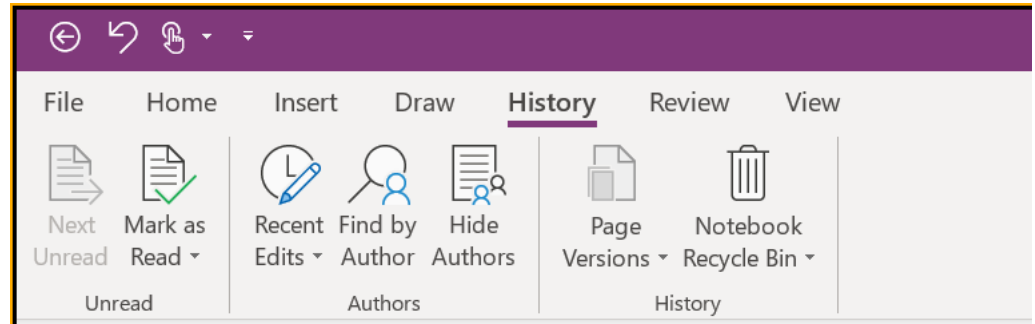 File Home Insert Draw History Review View
Next Unread
Mark as Read
Recent Edits
Find by Author
Hide Authors
Page Versions
Notebook Recycle Bin
Unread Authors History